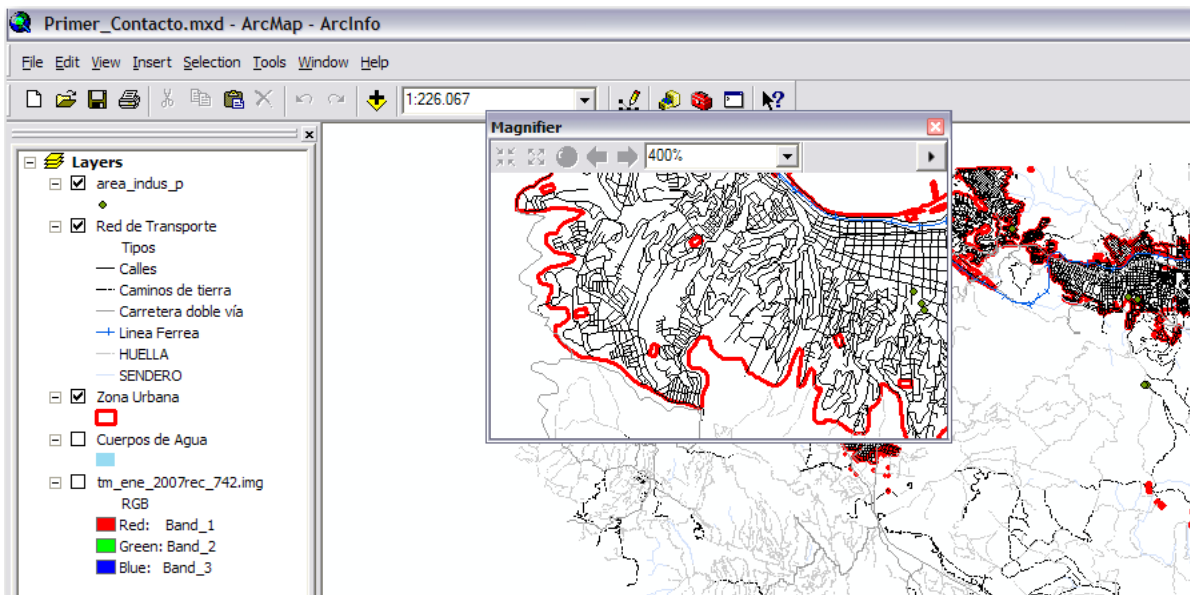 Primer_Contacto.mxd - ArcMap - ArcInfo
File Edit View Insert Selection Tools Window Help
1:226.067
Magnifier
400%
Layers
area_indus_p
Red de Transporte
Tipos
Calles
Caminos de tierra
Carretera doble vía
Linea Ferrea
HUELLA
SENDERO
Zona Urbana
Cuerpos de Agua
tm_ene_2007rec_742.img
RGB
Red: Band_1
Green: Band_2
Blue: Band_3